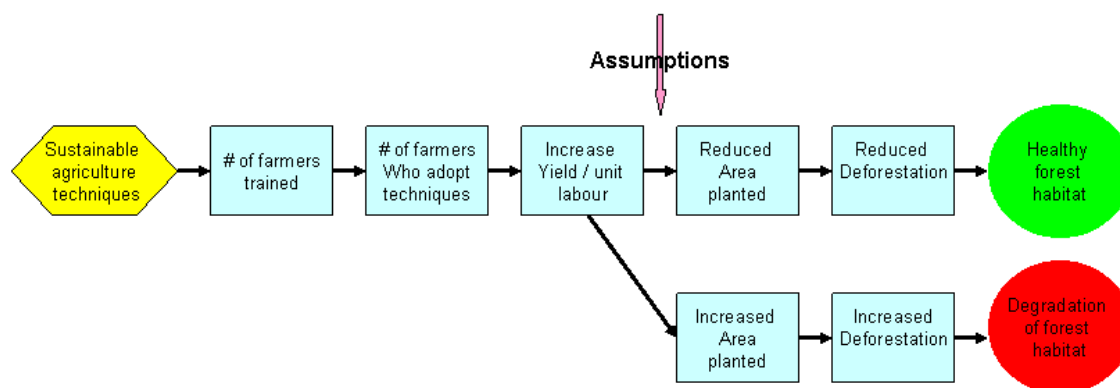 Assumptions
Sustainable
agriculture
techniques
# of farmers
trained
# of farmers
Who adopt
techniques
Increase
Yield / unit
labour
Reduced
Area
planted
Reduced
Deforestation
Healthy
forest
habitat
Increased
Area
planted
Increased
Deforestation
Degradation
of forest
habitat